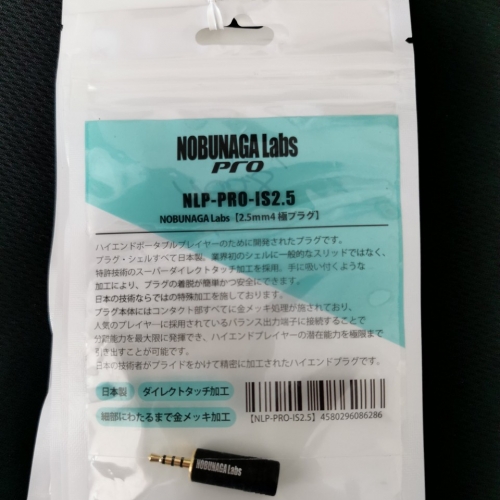 NOBUNAGA Labs
PRO
NLP-PRO-IS2.5
NOBUNAGA Labs【2.5mm4 極プラグ】
ハイエンドポータブルプレイヤーのために開発されたプラグです。
プラグ・シェルすべて日本製。業界初のシェルに一般的なスリッドではなく、
特許技術のスーパーダイレクトタッチ加工を採用。手に吸い付くような
加工により、プラグの着脱が簡単かつ安全にできます。
日本の技術ならではの特殊加工を施しております。
プラグ本体にはコンタクト部すべてに金メッキ処理が施されており、
人気のプレイヤーに採用されているバランス出力端子に接続することで
分解能力を最大限に発揮でき、ハイエンドプレイヤーの潜在能力を極限まで
引き出すことが可能です。
日本の技術者がプライドをかけて精密に加工されたハイエンドプラグです。
日本製 ダイレクトタッチ加工
細部にわたるまで金メッキ加工
【NLP-PRO-IS2.5】4580296086286
NOBUNAGA Labs